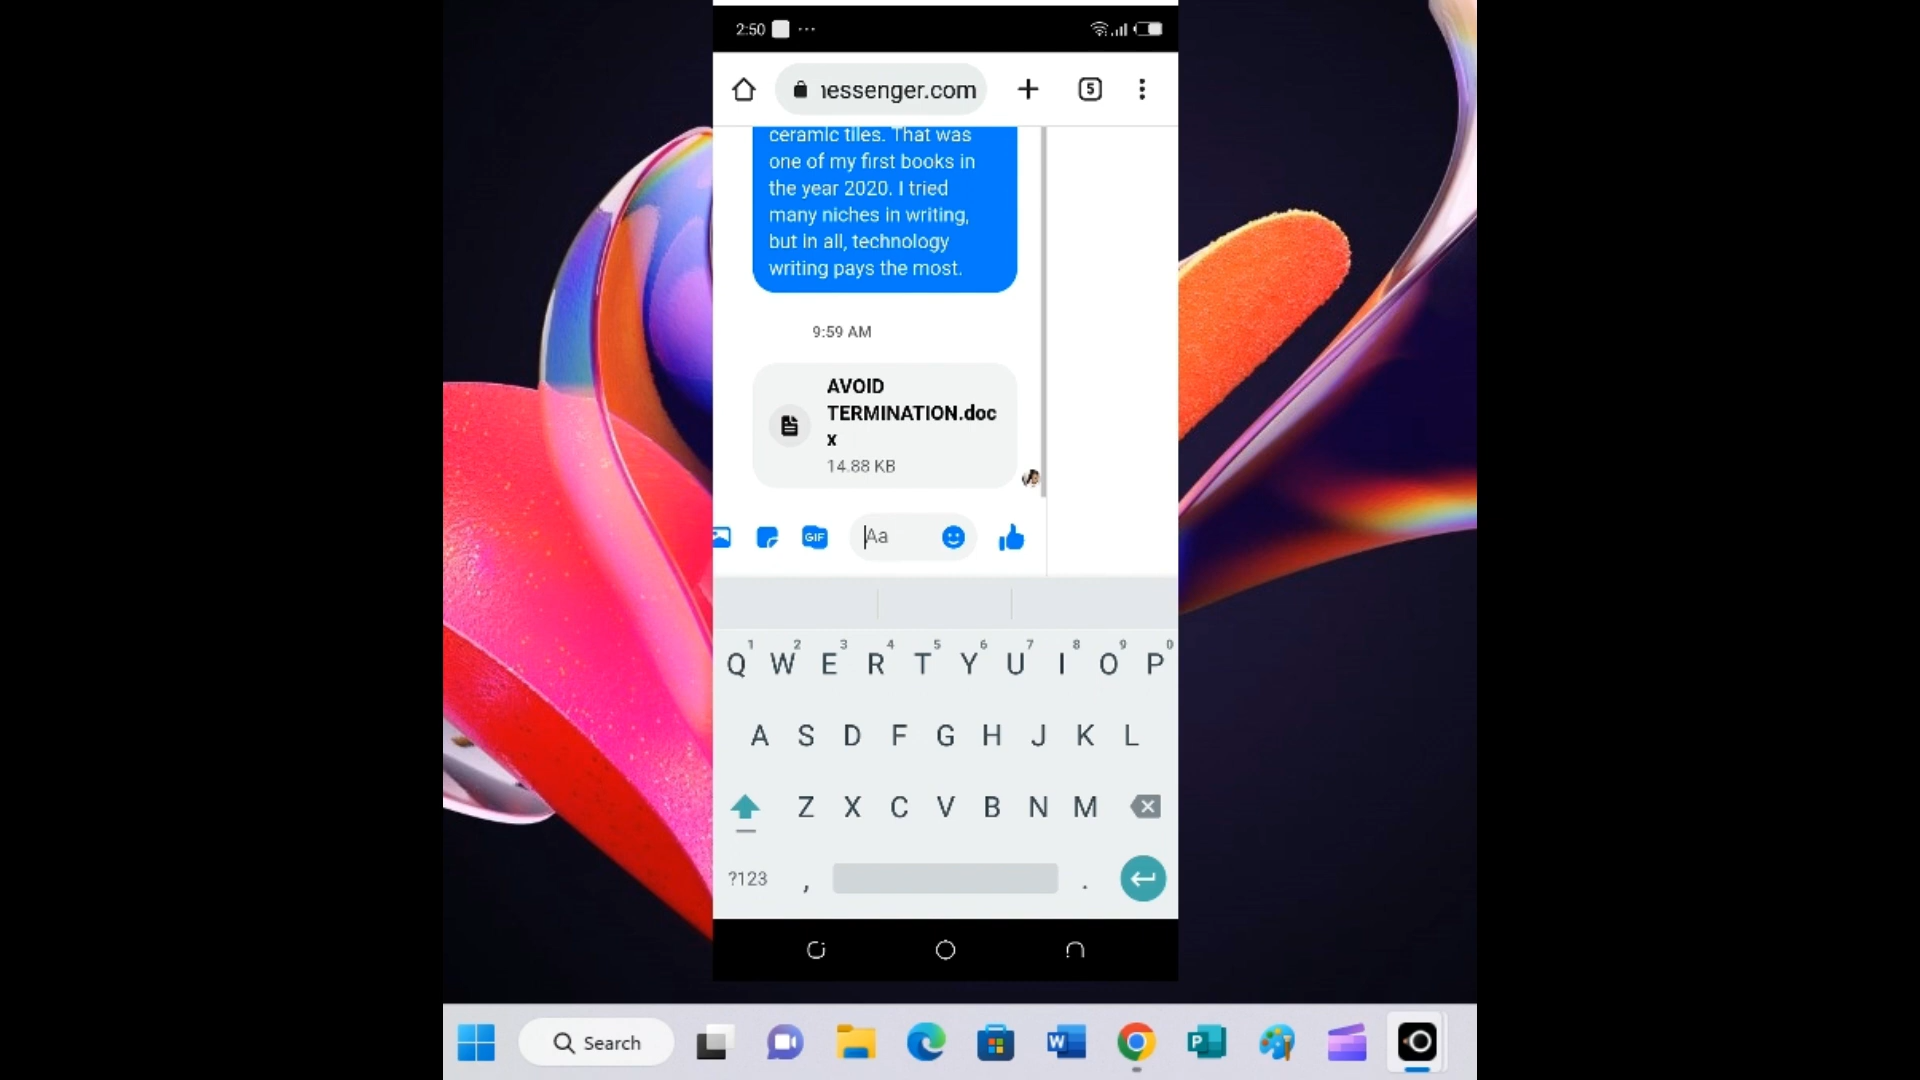 2:50
5
nessenger.com
ceramic tiles. That was
one of my first books in
the year 2020. I tried
many niches in writing,
but in all, technology
writing pays the most.
9:59 AM
AVOID
TERMINATION.doc
x
14.88 KB
GIF
Aa
1 2 3 4 5 6 7 8 9 0
Q W E R T Y U I O P
A S D F G H J K L
Z X C V B N M
?123 , .
Search
W
P